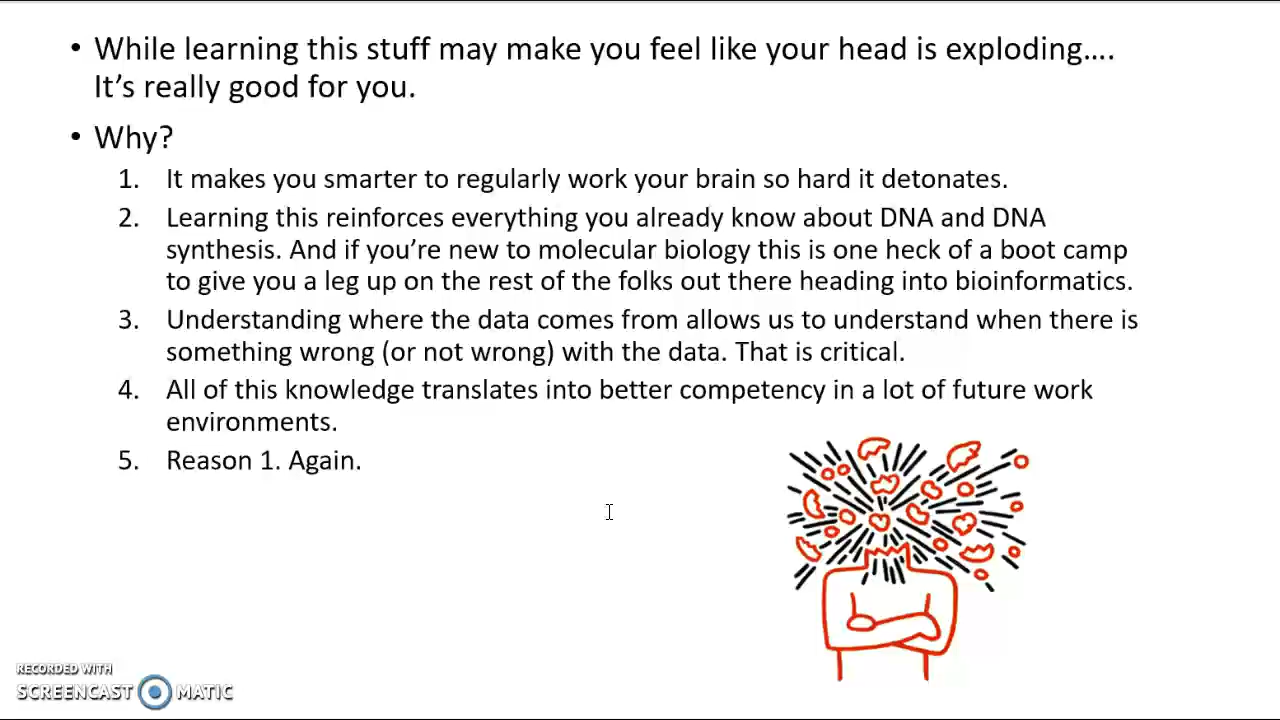 • While learning this stuff may make you feel like your head is exploding....
It’s really good for you.
• Why?
1. It makes you smarter to regularly work your brain so hard it detonates.
2. Learning this reinforces everything you already know about DNA and DNA
synthesis. And if you’re new to molecular biology this is one heck of a boot camp
to give you a leg up on the rest of the folks out there heading into bioinformatics.
3. Understanding where the data comes from allows us to understand when there is
something wrong (or not wrong) with the data. That is critical.
4. All of this knowledge translates into better competency in a lot of future work
environments.
5. Reason 1. Again.
RECORDED WITH
SCREENCAST MATIC